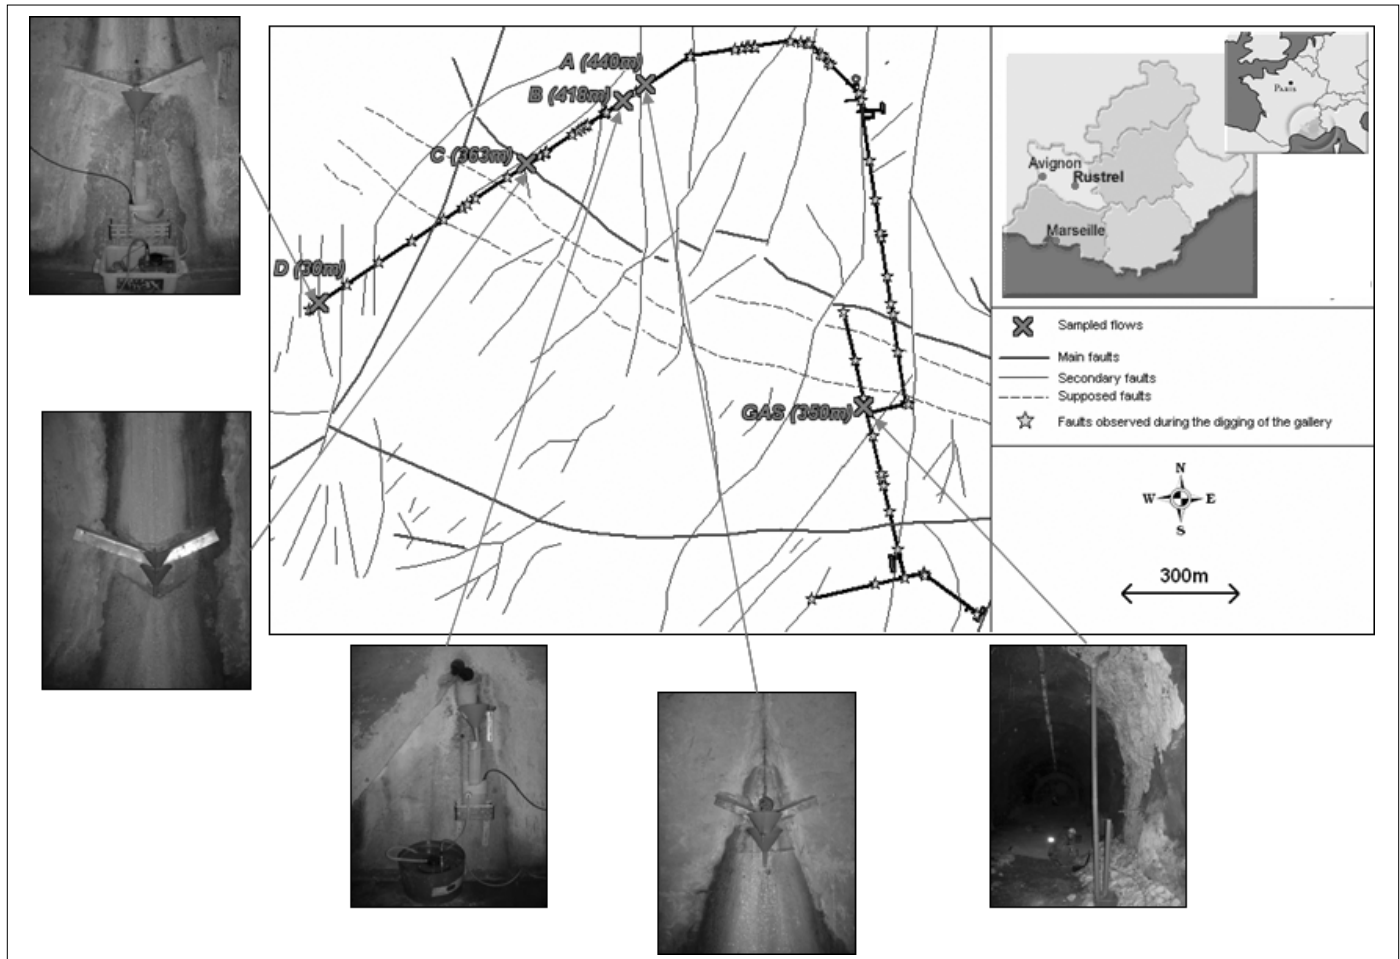 A (440m)
B (418m)
C (363m)
D (30m)
GAS (350m)
PARIS
Avignon
Rustrel
Marseille
Sampled flows
Main faults
Secondary faults
Supposed faults
Faults observed during the digging of the gallery
N
W E
S
300m